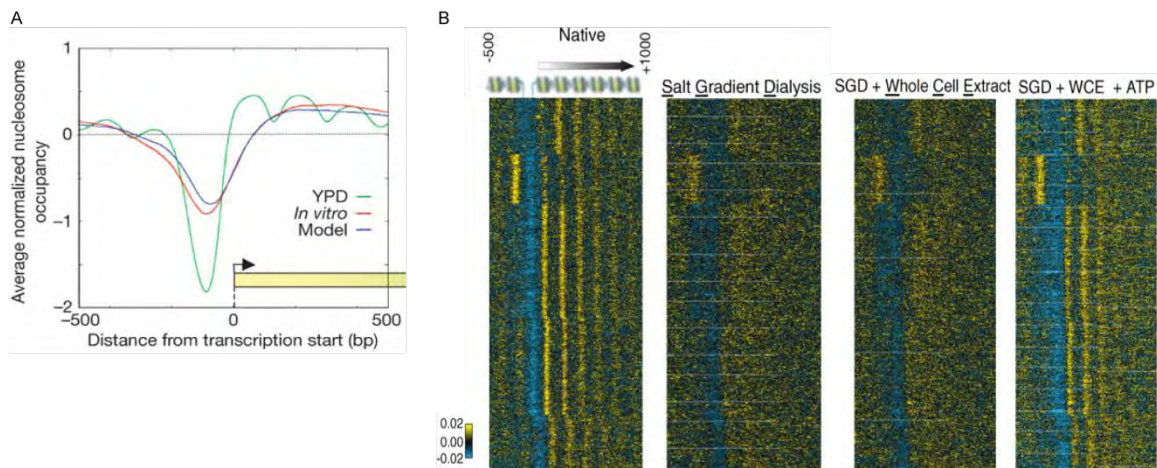 A
Average normalized nucleosome
occupancy
1
0
−1
−2
YPD
In vitro
Model
−500
0
500
Distance from transcription start (bp)
B
-500
Native
+1000
Salt Gradient Dialysis
SGD + Whole Cell Extract
SGD + WCE + ATP
0.02
0.00
-0.02